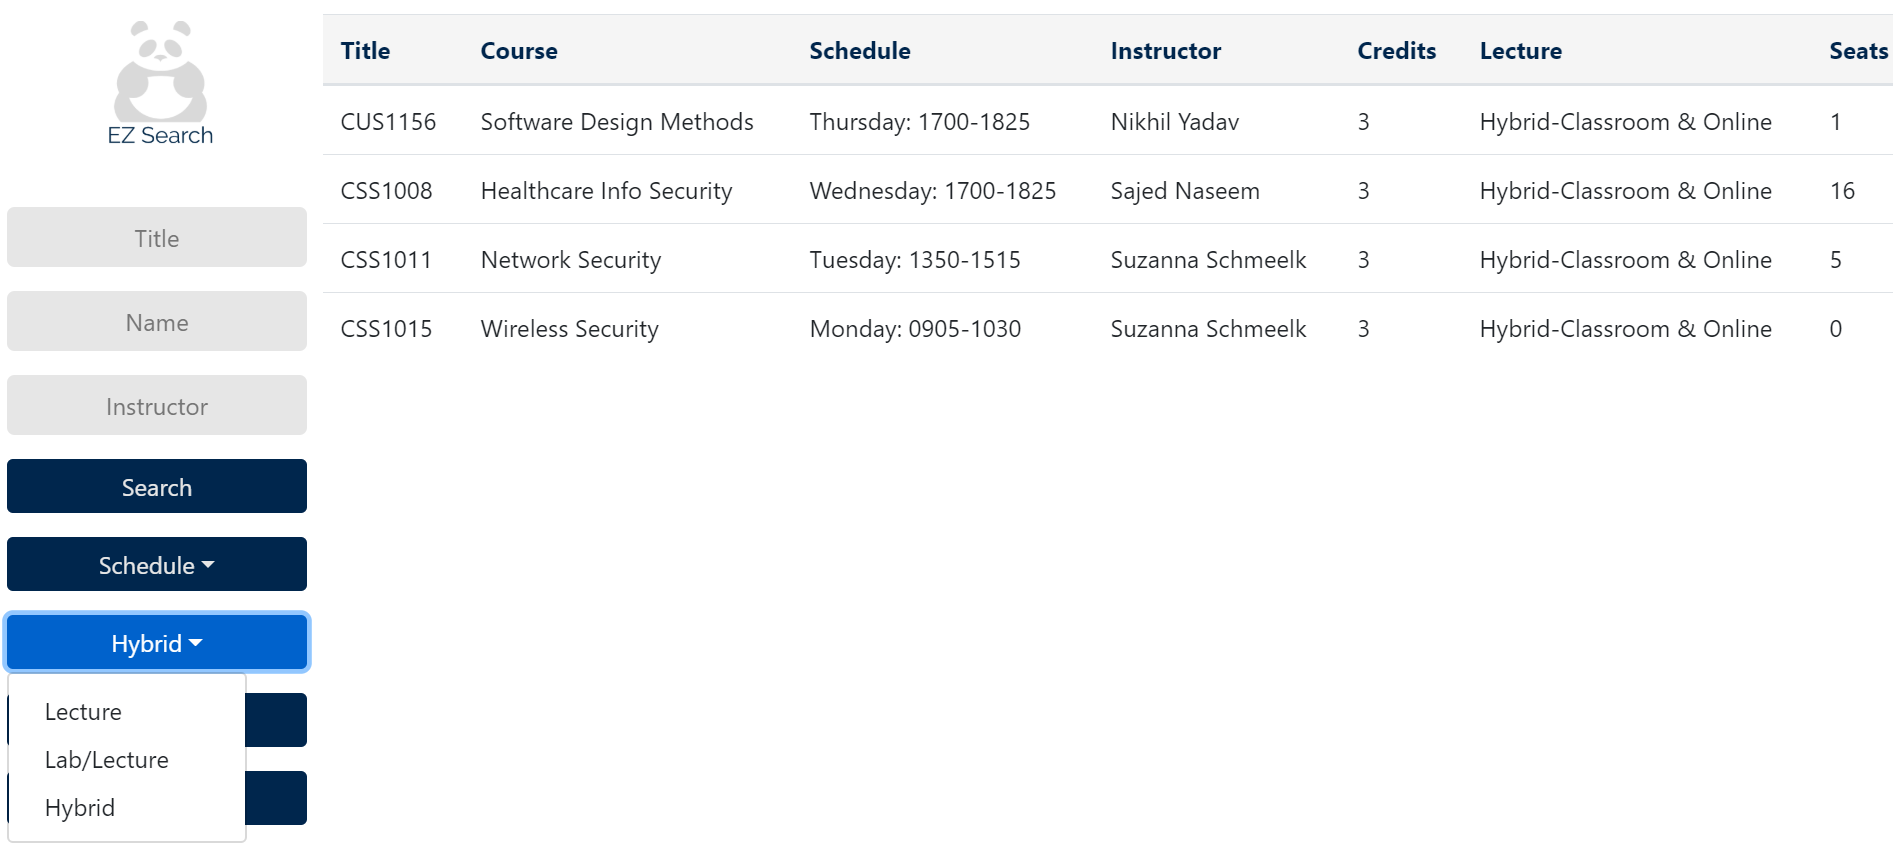 EZ Search
Title
Name
Instructor
Search
Schedule
Hybrid
Lecture
Lab/Lecture
Hybrid
Title Course Schedule Instructor Credits Lecture Seats
CUS1156 Software Design Methods Thursday: 1700-1825 Nikhil Yadav 3 Hybrid-Classroom & Online 1
CSS1008 Healthcare Info Security Wednesday: 1700-1825 Sajed Naseem 3 Hybrid-Classroom & Online 16
CSS1011 Network Security Tuesday: 1350-1515 Suzanna Schmeelk 3 Hybrid-Classroom & Online 5
CSS1015 Wireless Security Monday: 0905-1030 Suzanna Schmeelk 3 Hybrid-Classroom & Online 0